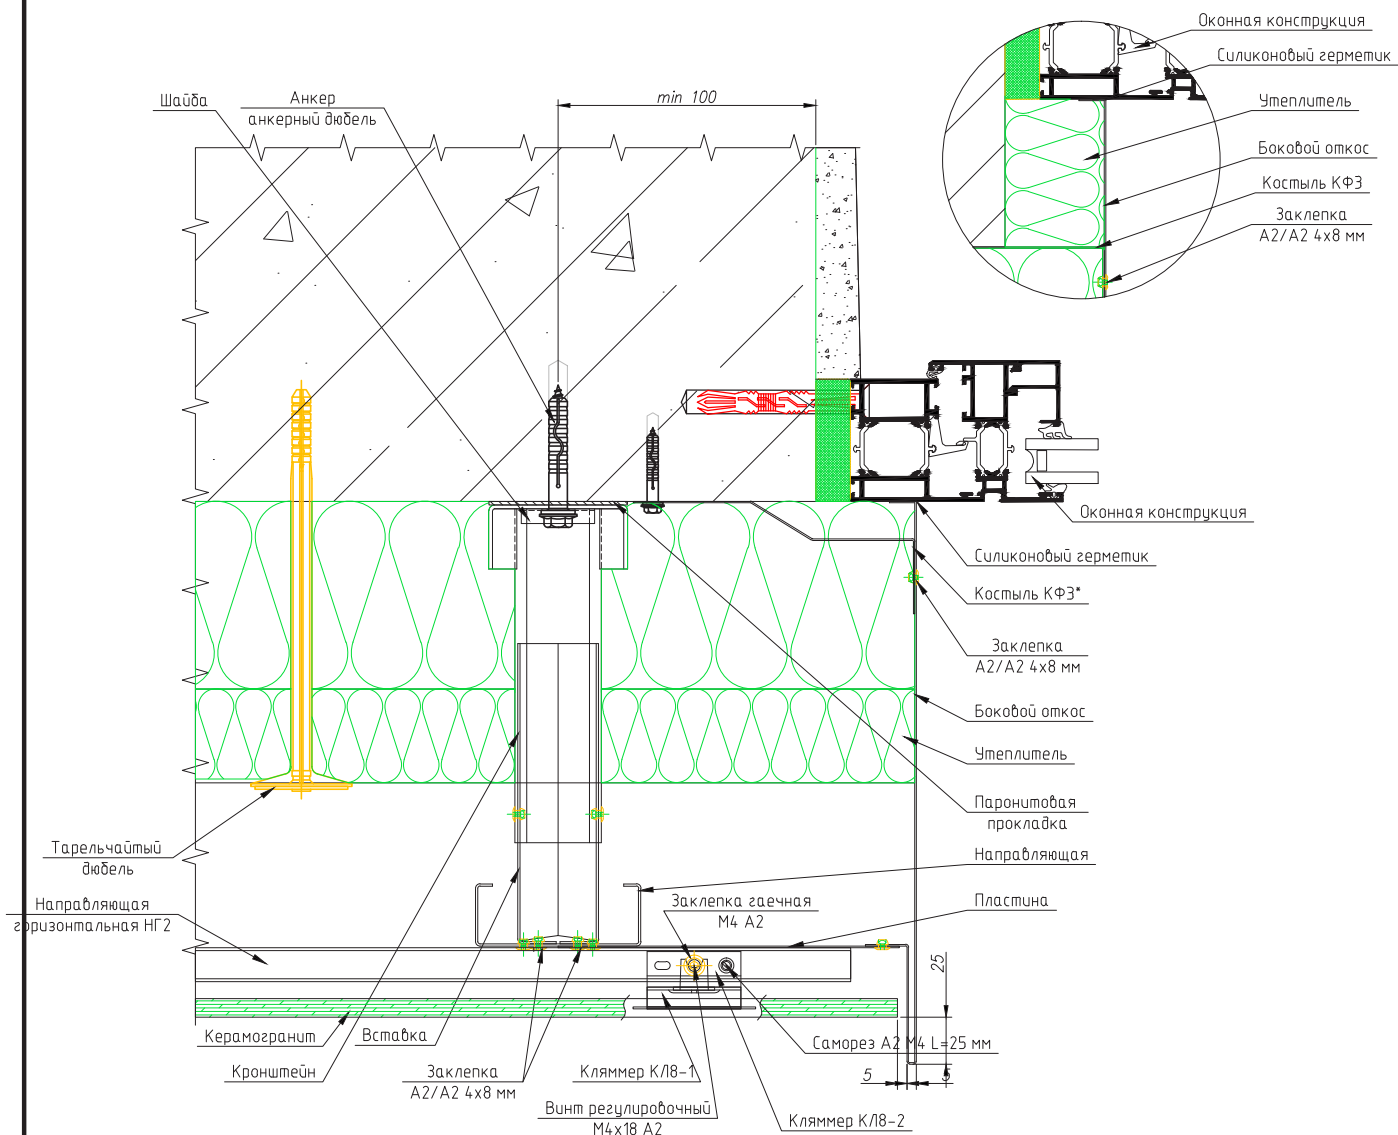 Оконная конструкция
Силиконовый герметик
Утеплитель
Боковой откос
Костыль КФ3
Заклепка
А2/А2 4х8 мм
Шайба
Анкер
анкерный дюбель
min 100
Оконная конструкция
Силиконовый герметик
Костыль КФ3*
Заклепка
А2/А2 4х8 мм
Боковой откос
Утеплитель
Паронитовая
прокладка
Направляющая
Пластина
Тарельчайтый
дюбель
Направляющая
горизонтальная НГ2
Заклепка гаечная
М4 А2
25
Керамогранит
Вставка
Саморез А2 М4 L=25 мм
Кронштейн
Заклепка
А2/А2 4х8 мм
Кляммер КЛ8-1
5
5
Винт регулировочный
М4х18 А2
Кляммер КЛ8-2